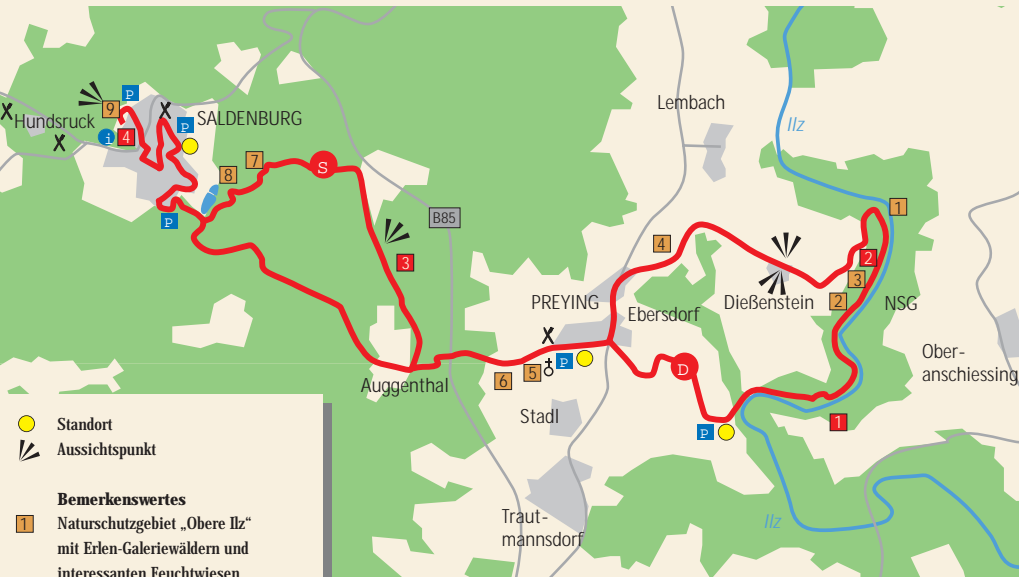 Lembach
Ilz
P
9
Hundsruck
SALDENBURG
P
i
4
7
8
S
P
B85
3
1
4
2
3
2
Dießenstein
NSG
PREYING
Ebersdorf
Ober-
anschiessing
5
P
6
D
Auggenthal
Stadl
P
1
Traut-
mannsdorf
Ilz
Standort
Aussichtspunkt
Bemerkenswertes
1
Naturschutzgebiet „Obere Ilz“
mit Erlen-Galeriewäldern und
interessanten Feuchtwiesen